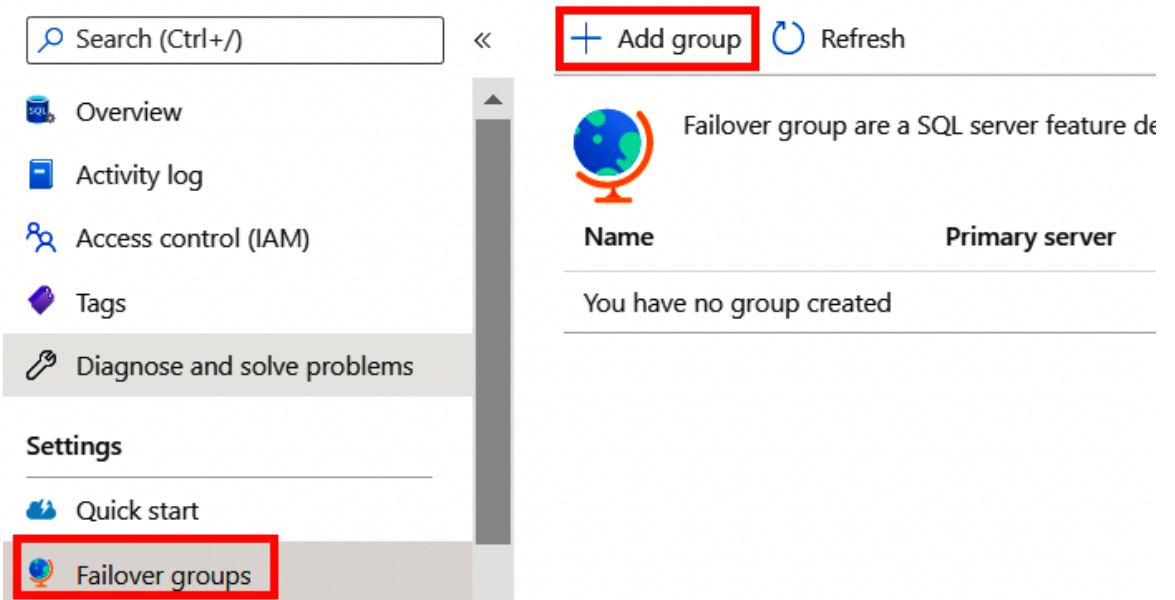 Search (Ctrl+/)
Overview
Activity log
Access control (IAM)
Tags
Diagnose and solve problems
Settings
Quick start
Failover groups
Add group
Refresh
Failover group are a SQL server feature de
Name
Primary server
You have no group created